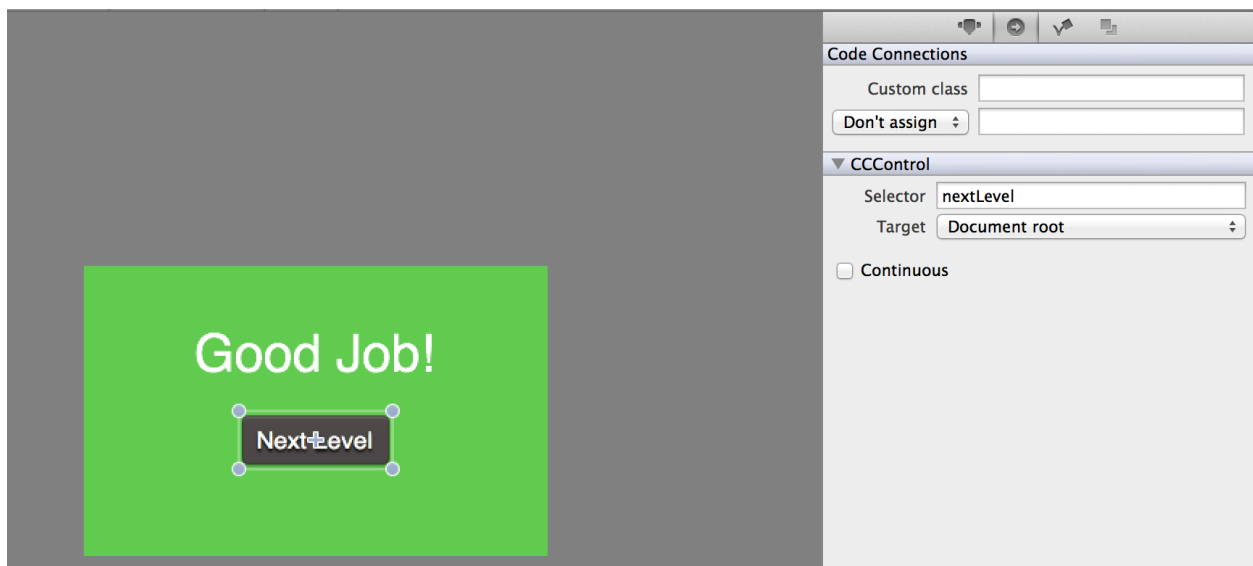 Good Job!
Next Level
Code Connections
Custom class
Don't assign
CCControl
Selector nextLevel
Target Document root
Continuous